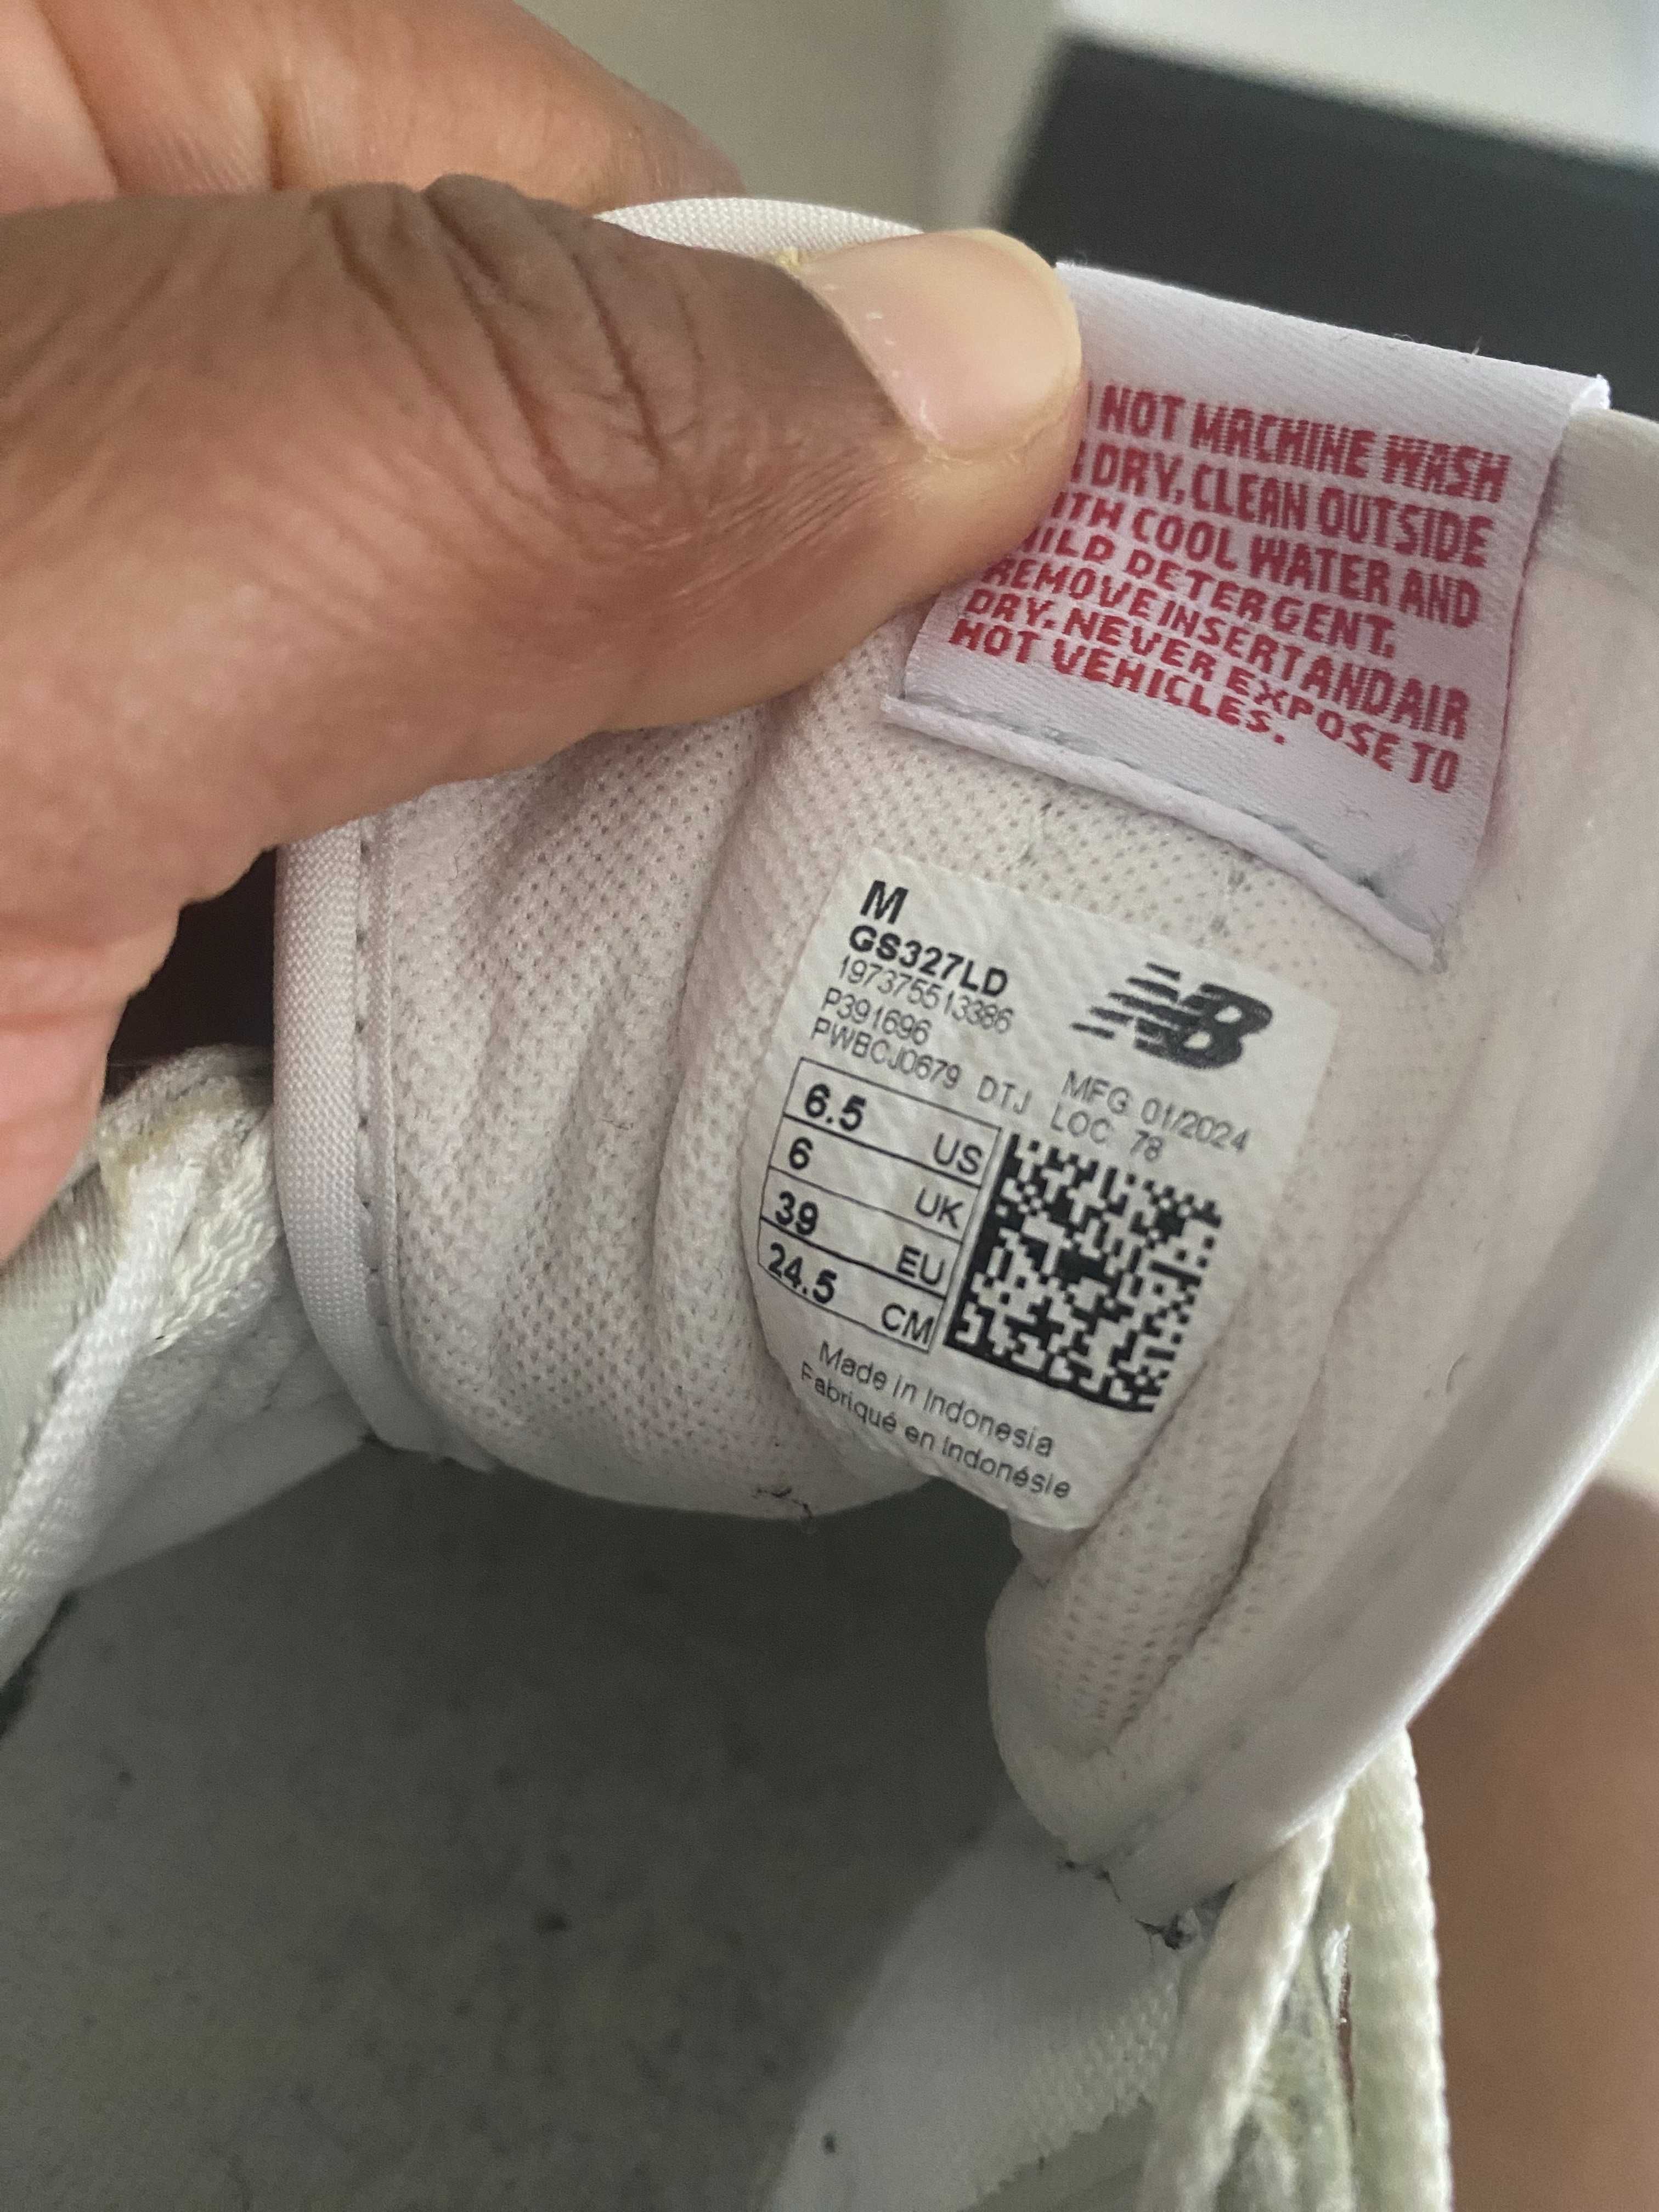 NOT MACHINE WASH
DRY, CLEAN OUTSIDE
COOL WATER AND
DETERGENT.
REMOVE INSERT AND AIR
DRY. NEVER EXPOSE TO
HOT VEHICLES.
M
GS327LD
197375513386
P391696
PWBCJ0679 DTJ
NB
MFG 01/2024
LOC: 78
6.5 US
6 UK
39 EU
24.5 CM
Made in Indonesia
Fabriqué en Indonésie